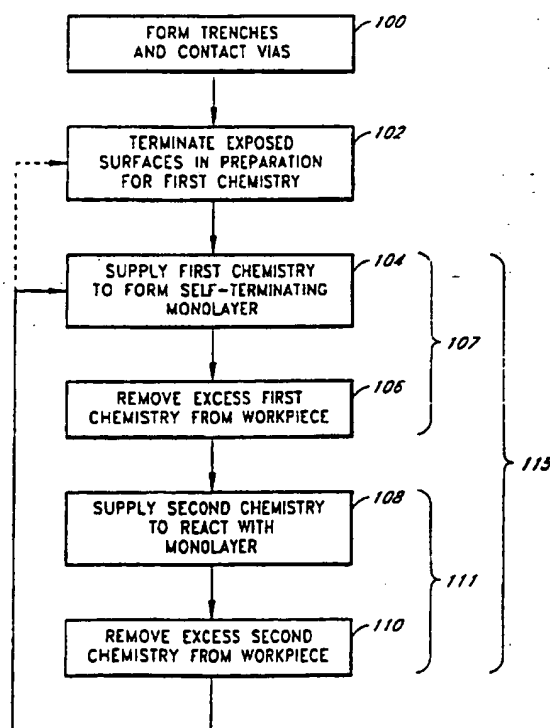 FORM TRENCHES
AND CONTACT VIAS
100
TERMINATE EXPOSED
SURFACES IN PREPARATION
FOR FIRST CHEMISTRY
102
SUPPLY FIRST CHEMISTRY
TO FORM SELF-TERMINATING
MONOLAYER
104
REMOVE EXCESS FIRST
CHEMISTRY FROM WORKPIECE
106
107
SUPPLY SECOND CHEMISTRY
TO REACT WITH
MONOLAYER
108
REMOVE EXCESS SECOND
CHEMISTRY FROM WORKPIECE
110
111
115